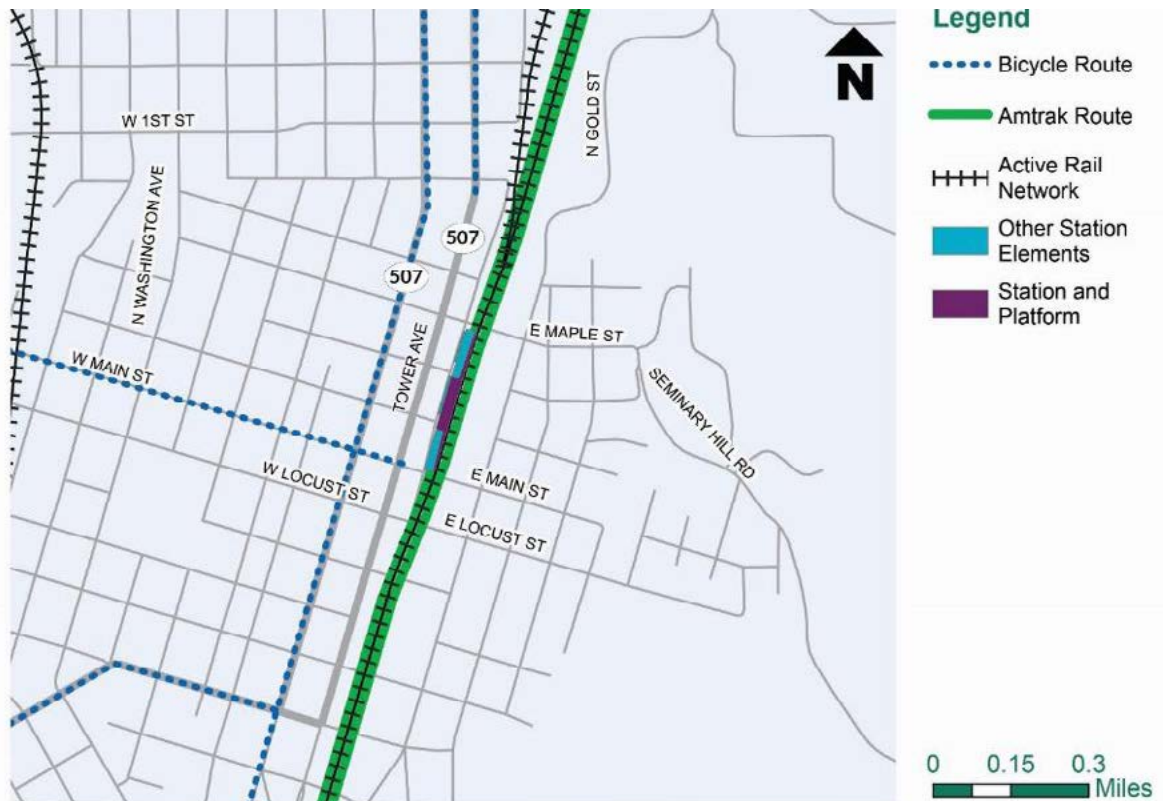 Legend
Bicycle Route
Amtrak Route
Active Rail
Network
Other Station
Elements
Station and
Platform
N
N GOLD ST
W 1ST ST
N WASHINGTON AVE
507
507
TOWER AVE
E MAPLE ST
W MAIN ST
SEMINARY HILL RD
W LOCUST ST
E MAIN ST
E LOCUST ST
0 0.15 0.3
Miles